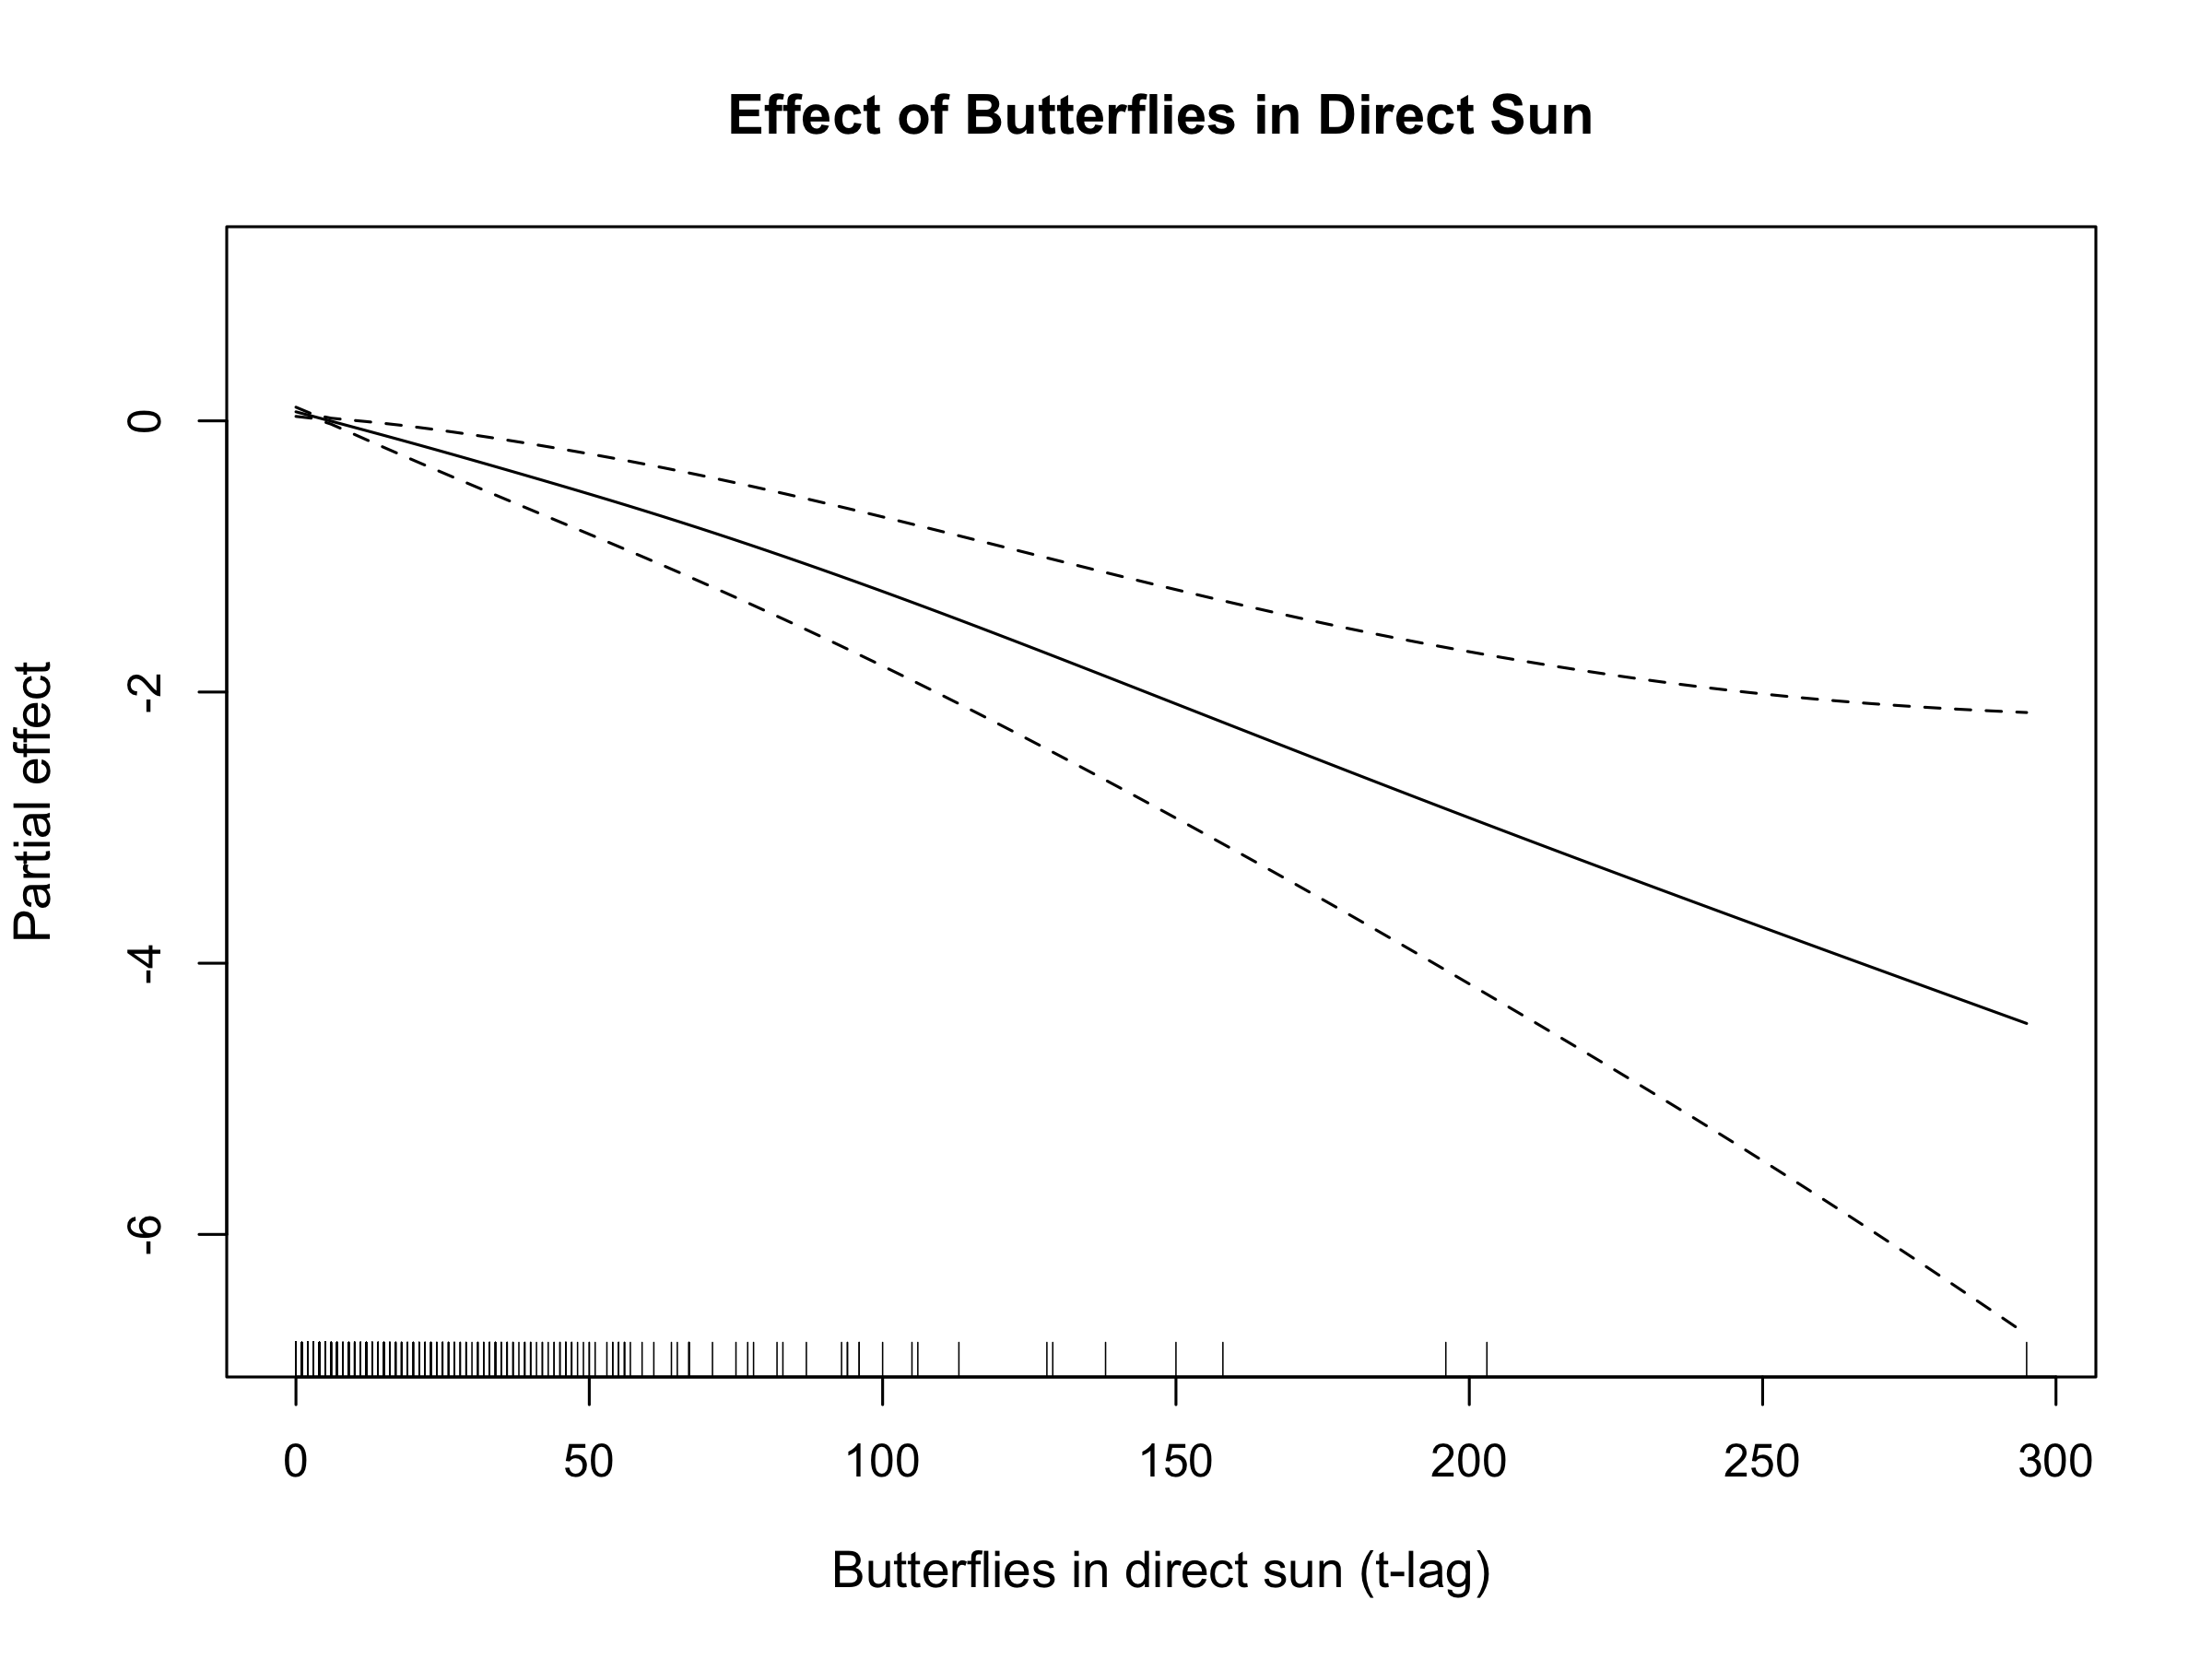 Effect of Butterflies in Direct Sun
Partial effect
0
-2
-4
-6
0 50 100 150 200 250 300
Butterflies in direct sun (t-lag)